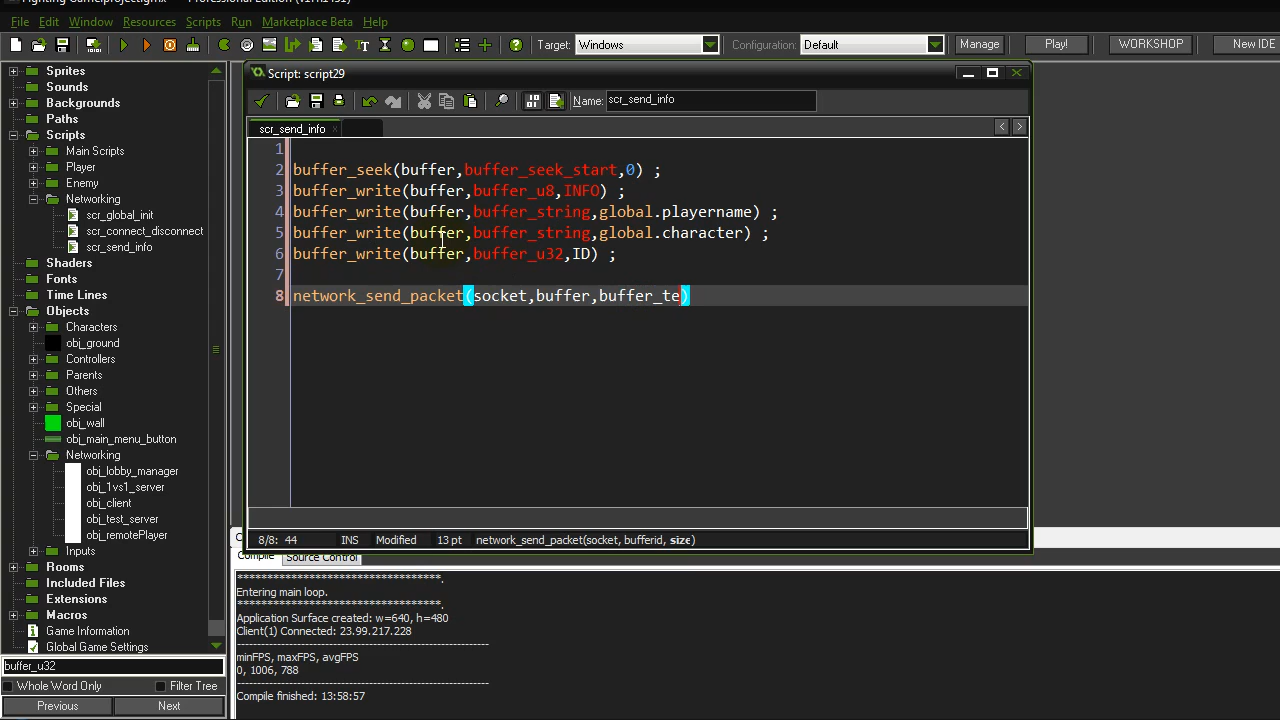 Fighting Game.project.gmx
Professional Edition
File Edit Window Resources Scripts Run Marketplace Beta Help
Target: Windows Configuration: Default Manage Play! WORKSHOP New IDE
Sprites
Sounds
Backgrounds
Paths
Scripts
Main Scripts
Player
Enemy
Networking
scr_global_init
scr_connect_disconnect
scr_send_info
Shaders
Fonts
Time Lines
Objects
Characters
obj_ground
Controllers
Parents
Others
Special
obj_wall
obj_main_menu_button
Networking
obj_lobby_manager
obj_1vs1_server
obj_client
obj_test_server
obj_remotePlayer
Inputs
Rooms
Included Files
Extensions
Macros
Game Information
Global Game Settings
buffer_u32
Whole Word Only Filter Tree
Previous Next
Script: script29
Name: scr_send_info
scr_send_info x
1
2 buffer_seek(buffer,buffer_seek_start,0) ;
3 buffer_write(buffer,buffer_u8,INFO) ;
4 buffer_write(buffer,buffer_string,global.playername) ;
5 buffer_write(buffer,buffer_string,global.character) ;
6 buffer_write(buffer,buffer_u32,ID) ;
7
8 network_send_packet(socket,buffer,buffer_te)
8/8: 44 INS Modified 13 pt network_send_packet(socket, bufferid, size)
Compile Source Control
***********************************.
Entering main loop.
***********************************.
Application Surface created: w=640, h=480
Client(1) Connected: 23.99.217.228
---------------------------------------------------------------
minFPS, maxFPS, avgFPS
0, 1006, 788
---------------------------------------------------------------
Compile finished: 13:58:57